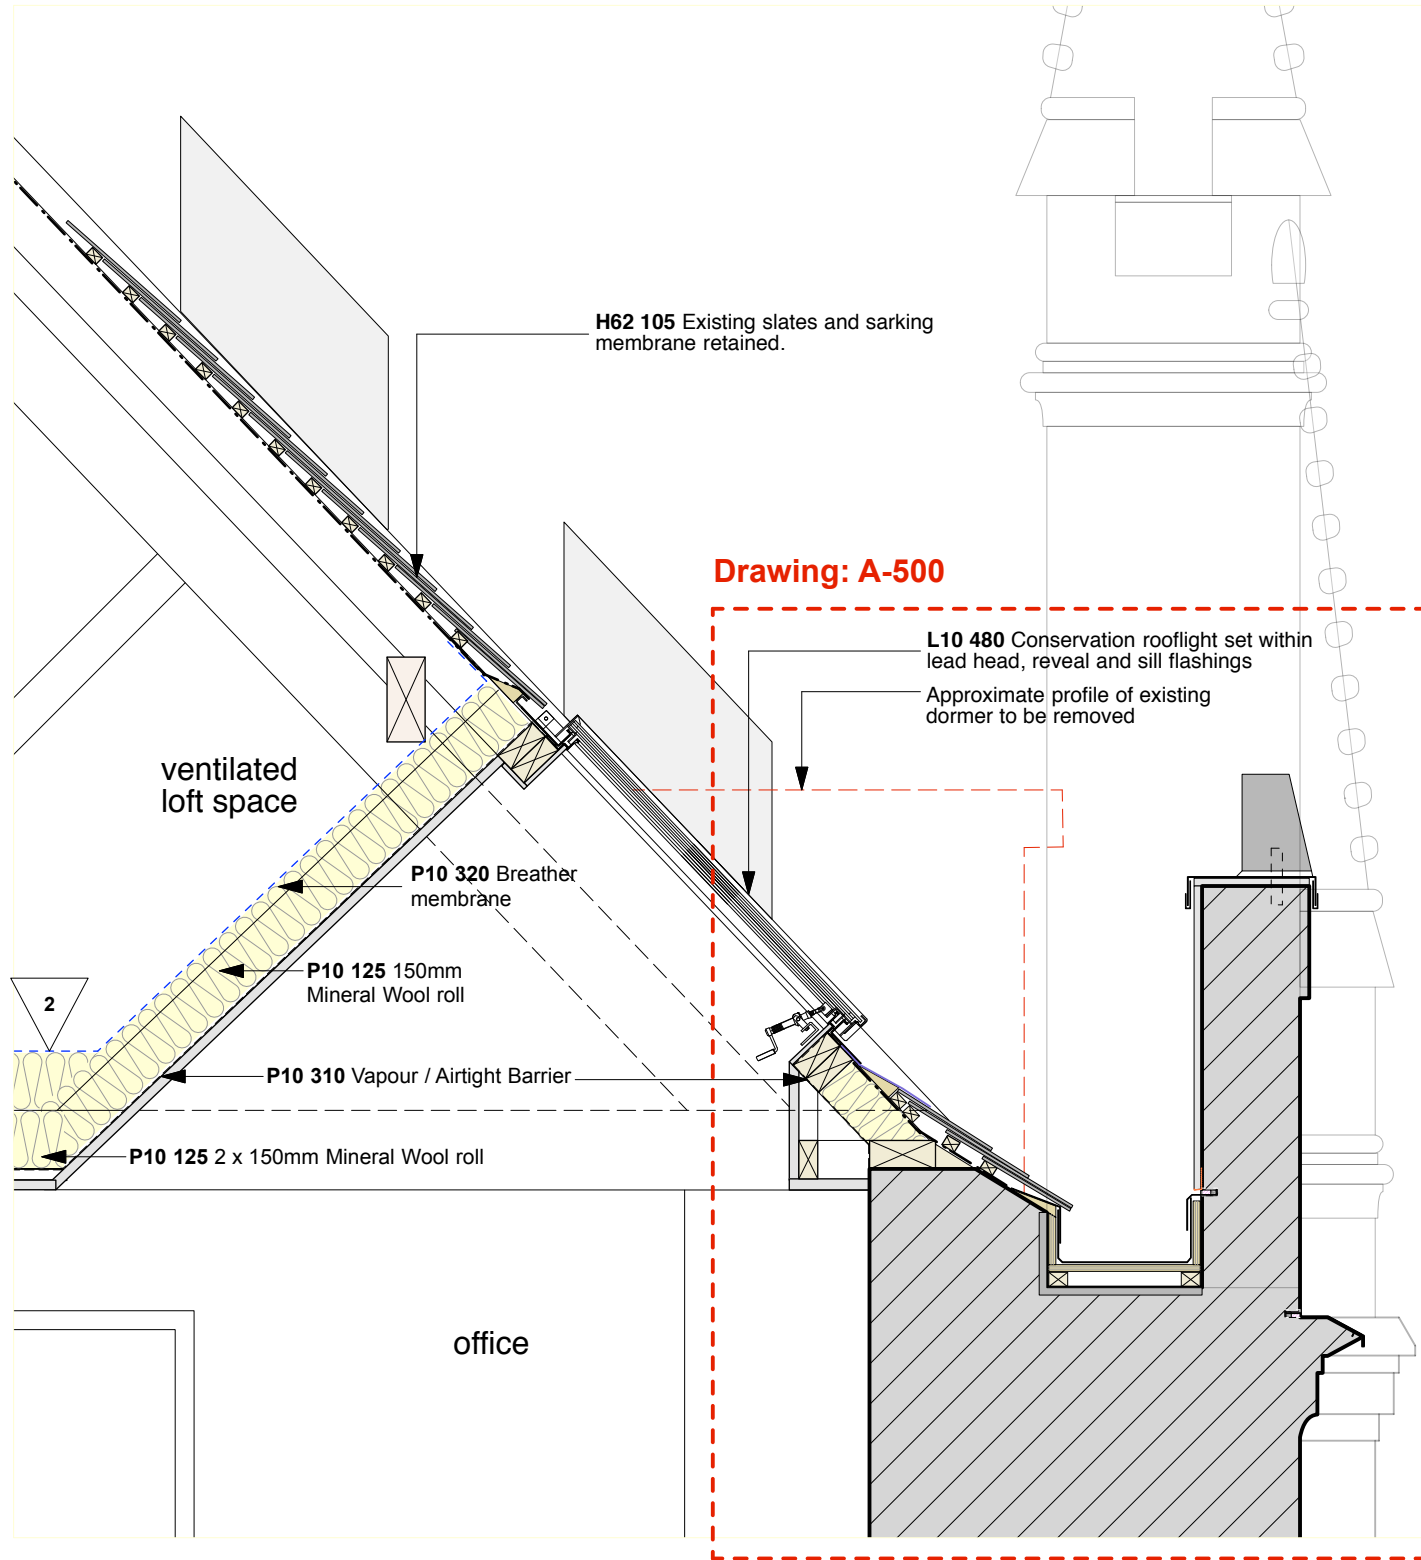 H62 105 Existing slates and sarking
membrane retained.
Drawing: A-500
L10 480 Conservation rooflight set within
lead head, reveal and sill flashings
Approximate profile of existing
dormer to be removed
ventilated
loft space
P10 320 Breather
membrane
P10 125 150mm
Mineral Wool roll
2
P10 310 Vapour / Airtight Barrier
P10 125 2 x 150mm Mineral Wool roll
office